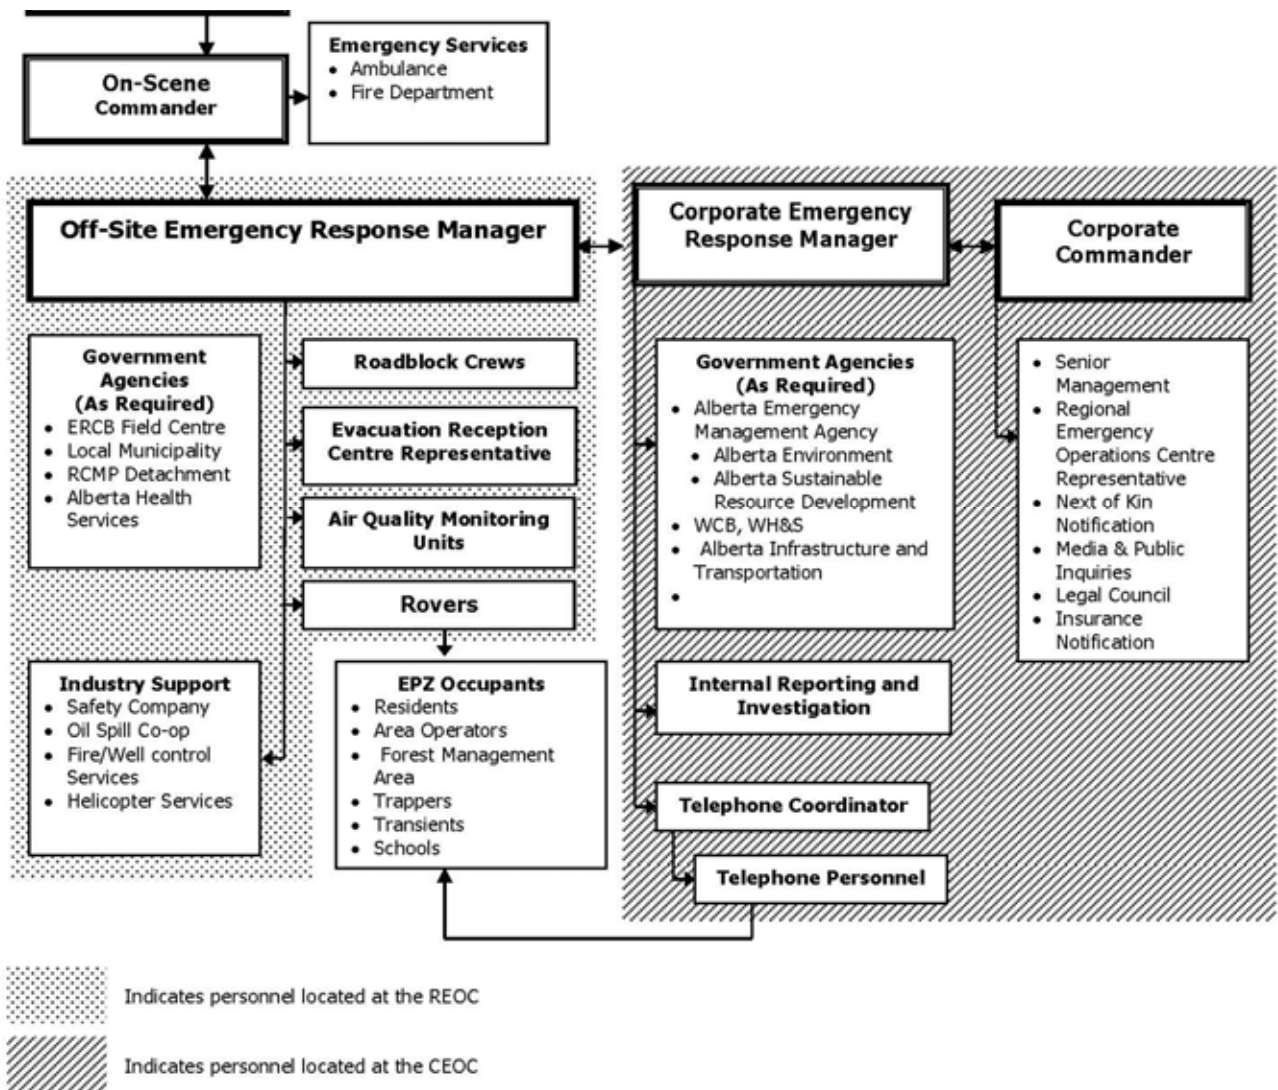 On-Scene
Commander
Emergency Services
• Ambulance
• Fire Department
Off-Site Emergency Response Manager
Corporate Emergency
Response Manager
Corporate
Commander
Government
Agencies
(As Required)
• ERCB Field Centre
• Local Municipality
• RCMP Detachment
• Alberta Health
Services
Roadblock Crews
Evacuation Reception
Centre Representative
Air Quality Monitoring
Units
Rovers
Government Agencies
(As Required)
• Alberta Emergency
Management Agency
• Alberta Environment
• Alberta Sustainable
Resource Development
• WCB, WH&S
• Alberta Infrastructure and
Transportation
•
• Senior
Management
• Regional
Emergency
Operations Centre
Representative
• Next of Kin
Notification
• Media & Public
Inquiries
• Legal Council
• Insurance
Notification
Industry Support
• Safety Company
• Oil Spill Co-op
• Fire/Well control
Services
• Helicopter Services
EPZ Occupants
• Residents
• Area Operators
• Forest Management
Area
• Trappers
• Transients
• Schools
Internal Reporting and
Investigation
Telephone Coordinator
Telephone Personnel
Indicates personnel located at the REOC
Indicates personnel located at the CEOC